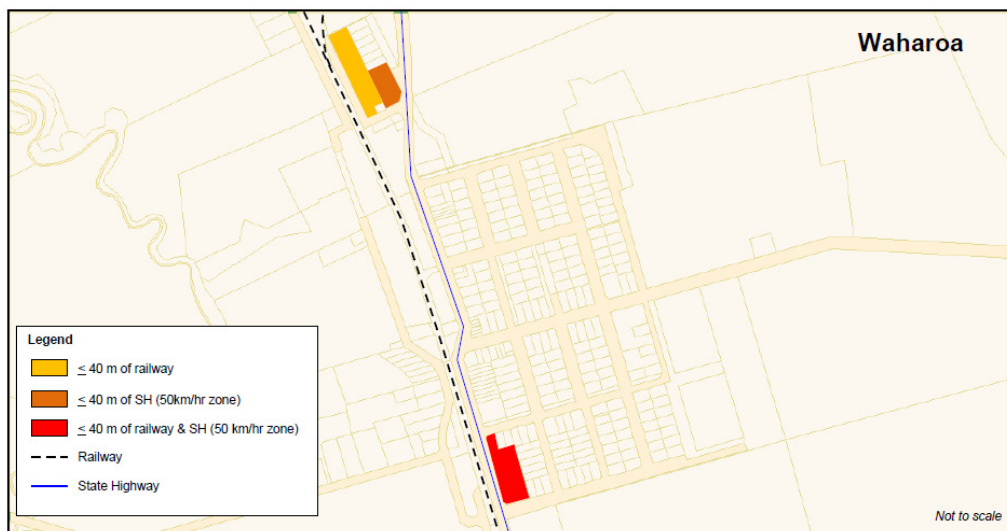 Waharoa
Legend
≤ 40 m of railway
≤ 40 m of SH (50km/hr zone)
≤ 40 m of railway & SH (50 km/hr zone)
Railway
State Highway
Not to scale